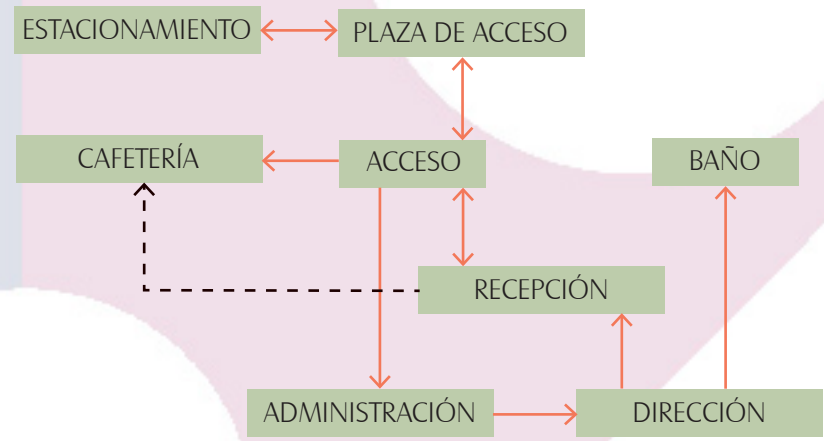 ESTACIONAMIENTO
PLAZA DE ACCESO
CAFETERÍA
ACCESO
BAÑO
RECEPCIÓN
ADMINISTRACIÓN
DIRECCIÓN